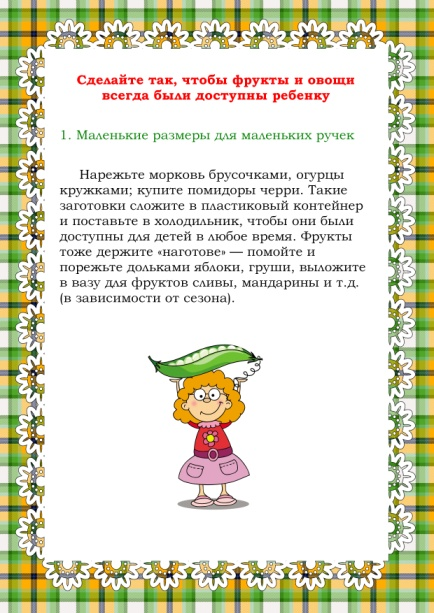 Сделайте так, чтобы фрукты и овощи
всегда были доступны ребенку
1. Маленькие размеры для маленьких ручек
Нарежьте морковь брусочками, огурцы
кружками; купите помидоры черри. Такие
заготовки сложите в пластиковый контейнер
и поставьте в холодильник, чтобы они были
доступны для детей в любое время. Фрукты
тоже держите «наготове» — помойте и
порежьте дольками яблоки, груши, выложите
в вазу для фруктов сливы, мандарины и т.д.
(в зависимости от сезона).